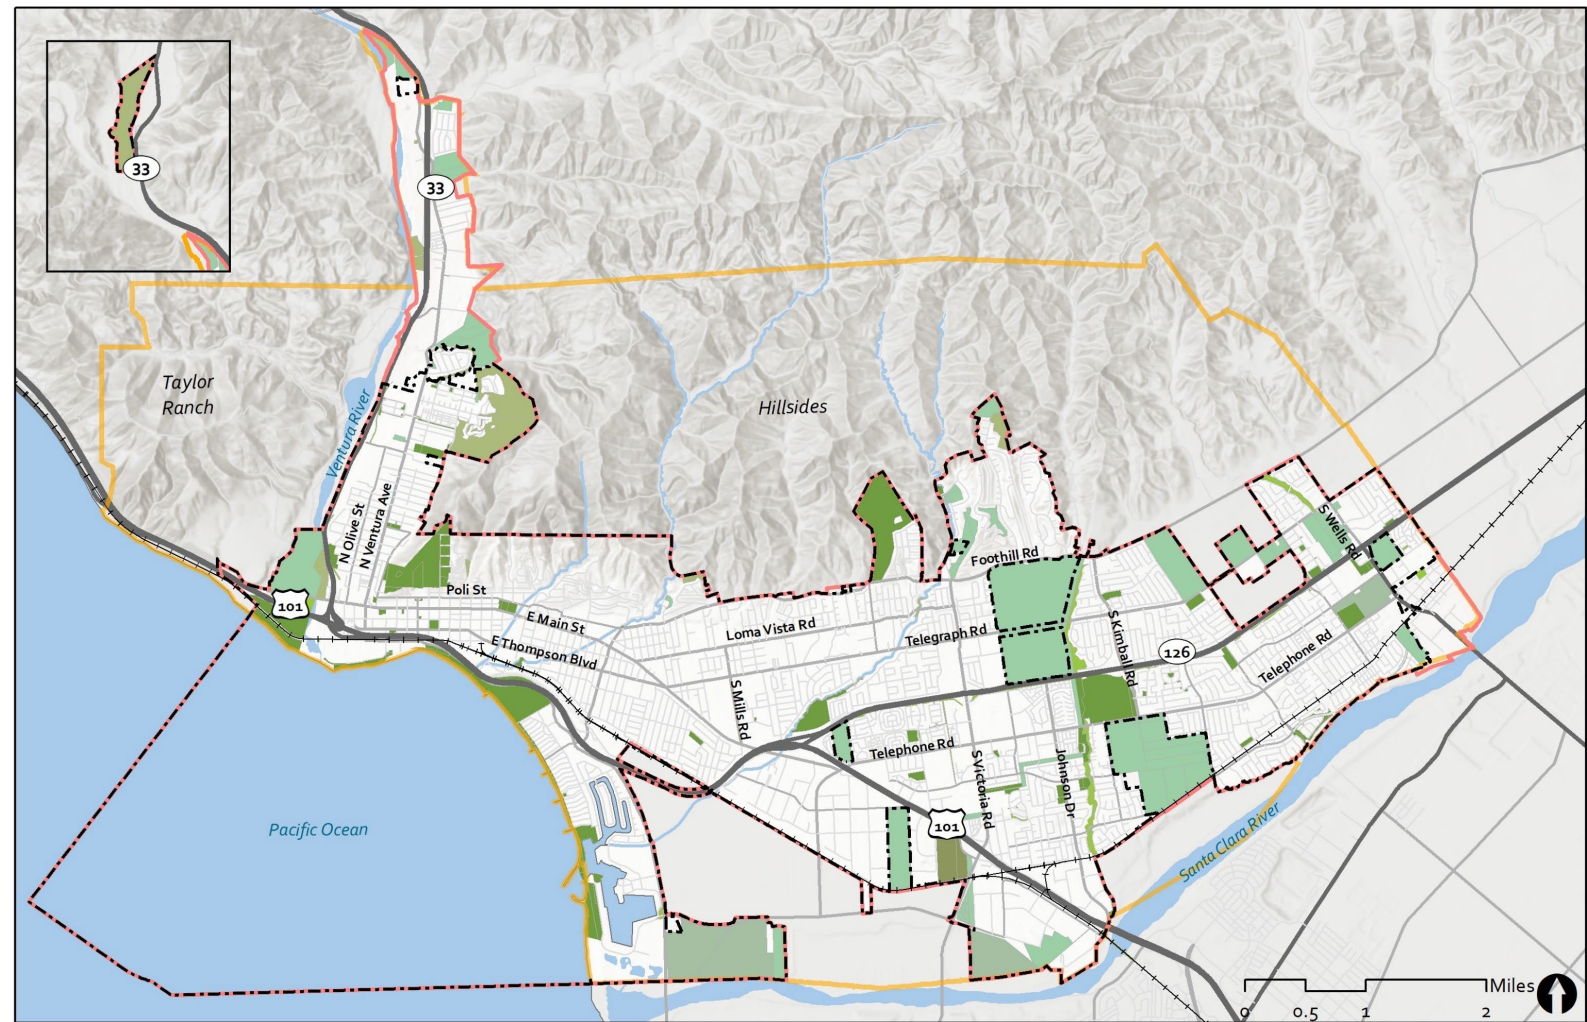 33
33
Taylor
Ranch
Hillsides
Ventura River
N Olive St
N Ventura Ave
S Wells Rd
Foothill Rd
101
Poli St
E Main St
Loma Vista Rd
Telegraph Rd
S Kimball Rd
126
Telephone Rd
E Thompson Blvd
S Mills Rd
Telephone Rd
S Victoria Rd
Johnson Dr
101
Pacific Ocean
Santa Clara River
Miles
0 0.5 1 2